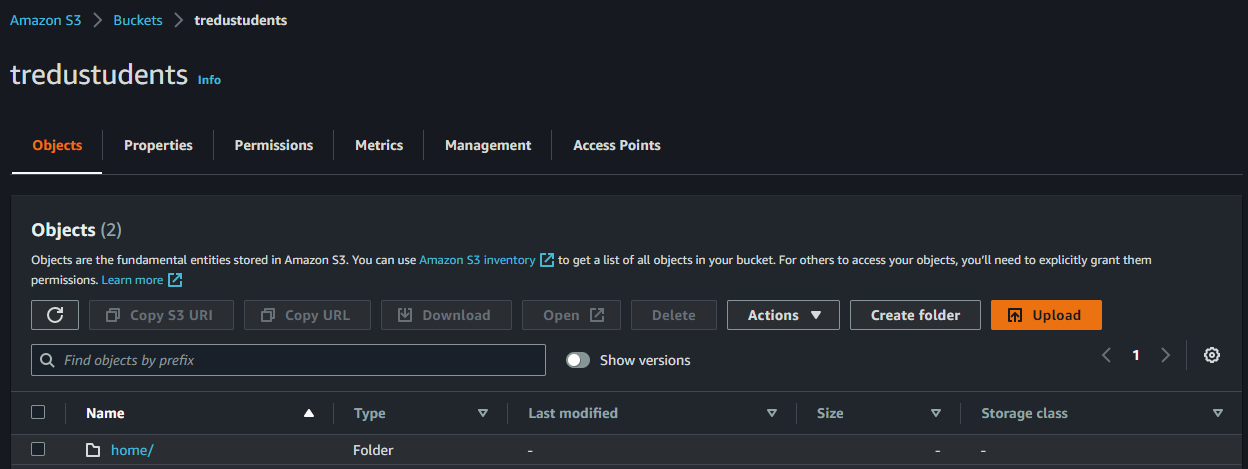 Amazon S3 > Buckets > tredustudents
tredustudents Info
Objects Properties Permissions Metrics Management Access Points
Objects (2)
Objects are the fundamental entities stored in Amazon S3. You can use Amazon S3 inventory to get a list of all objects in your bucket. For others to access your objects, you'll need to explicitly grant them
permissions. Learn more
Copy S3 URI Copy URL Download Open Delete Actions Create folder Upload
Find objects by prefix Show versions 1
Name Type Last modified Size Storage class
home/ Folder - - -